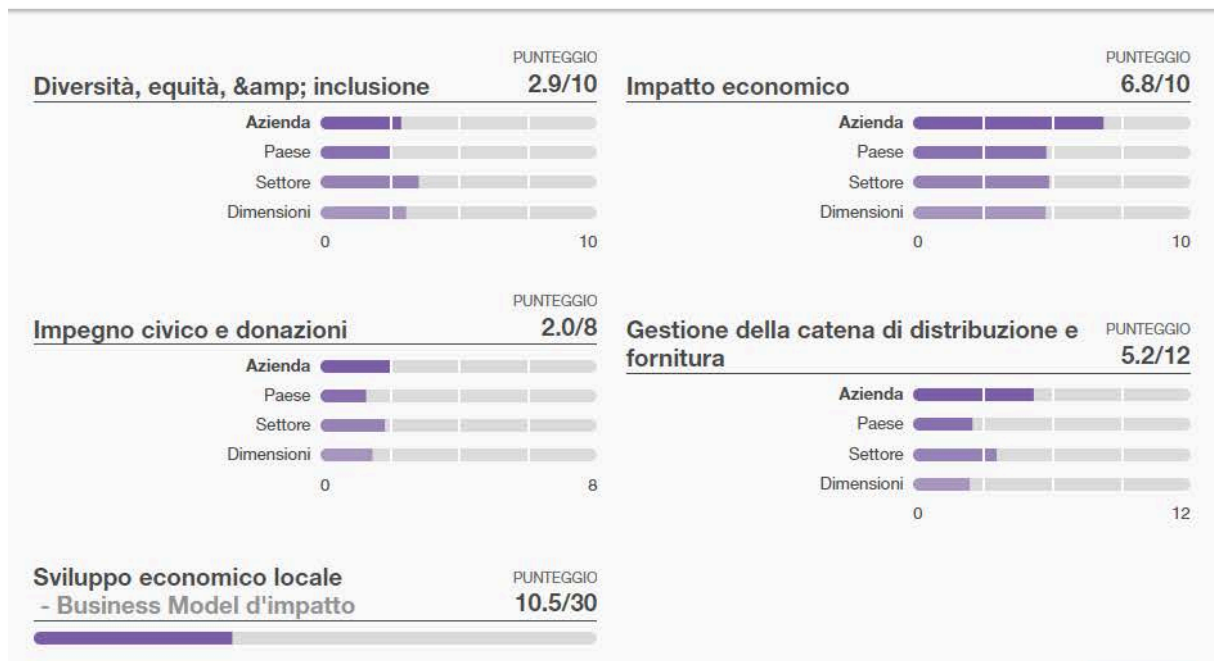 PUNTEGGIO
Diversità, equità, &amp; inclusione 2.9/10
Azienda
Paese
Settore
Dimensioni
0 10
PUNTEGGIO
Impatto economico 6.8/10
Azienda
Paese
Settore
Dimensioni
0 10
PUNTEGGIO
Impegno civico e donazioni 2.0/8
Azienda
Paese
Settore
Dimensioni
0 8
Gestione della catena di distribuzione e PUNTEGGIO
fornitura 5.2/12
Azienda
Paese
Settore
Dimensioni
0 12
Sviluppo economico locale PUNTEGGIO
- Business Model d'impatto 10.5/30